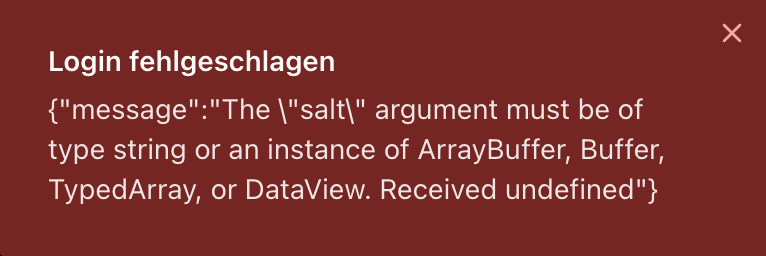 Login fehlgeschlagen
{"message":"The \"salt\" argument must be of
type string or an instance of ArrayBuffer, Buffer,
TypedArray, or DataView. Received undefined"}